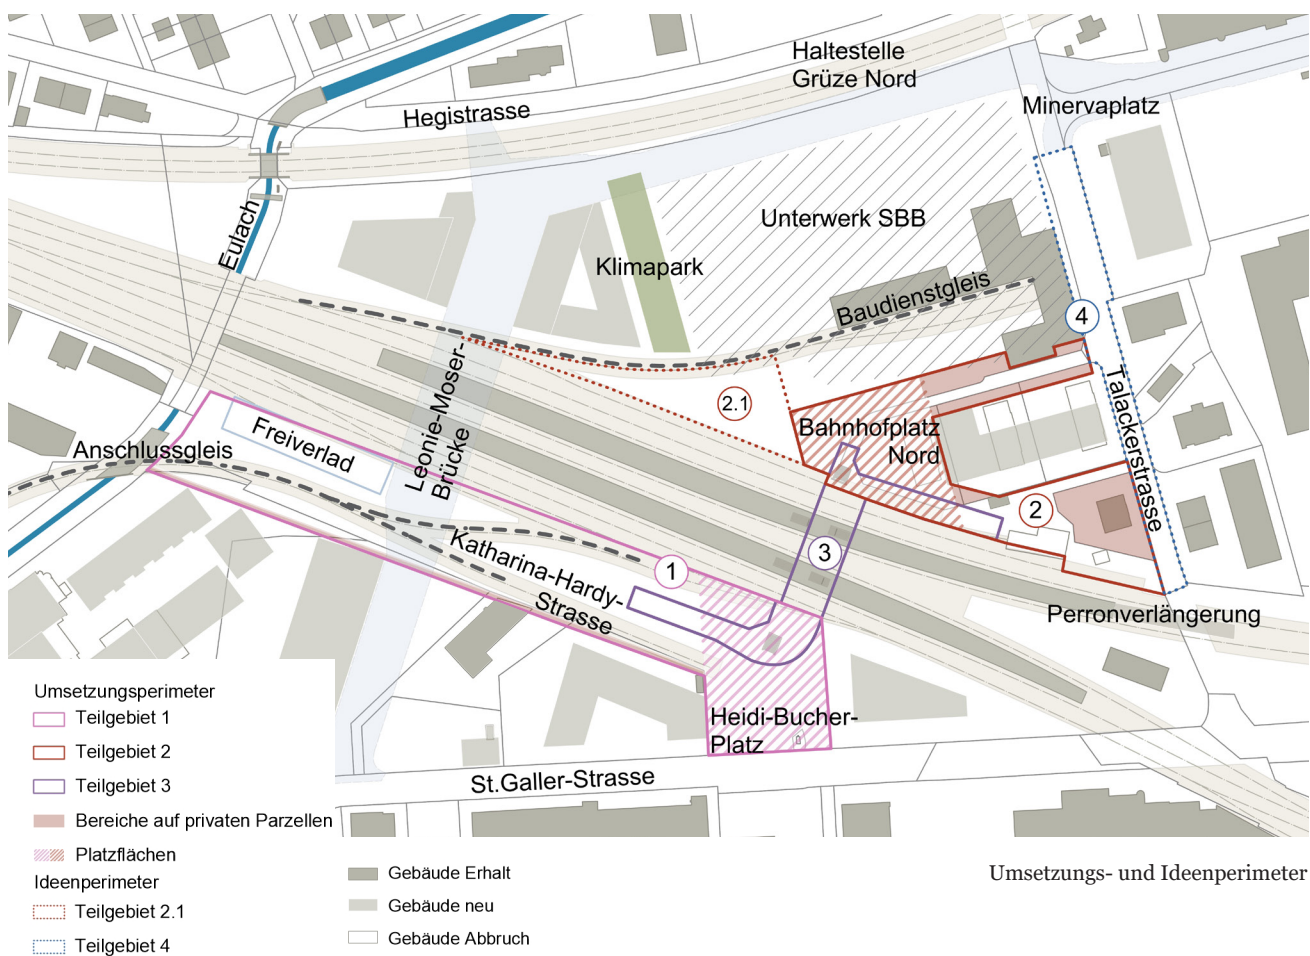 Haltestelle
Grüze Nord
Hegistrasse
Minervaplatz
Eulach
Unterwerk SBB
Klimapark
Baudienstgleis
4
2.1
Leonie-Moser-
Brücke
Talackerstrasse
Bahnhofplatz
Nord
Freiverlad
Anschlussgleis
2
3
1
Katharina-Hardy-
Strasse
Perronverlängerung
Heidi-Bucher-
Platz
St.Galler-Strasse
Umsetzungsperimeter
Teilgebiet 1
Teilgebiet 2
Teilgebiet 3
Bereiche auf privaten Parzellen
Platzflächen
Ideenperimeter
Teilgebiet 2.1
Teilgebiet 4
Gebäude Erhalt
Gebäude neu
Gebäude Abbruch
Umsetzungs- und Ideenperimeter